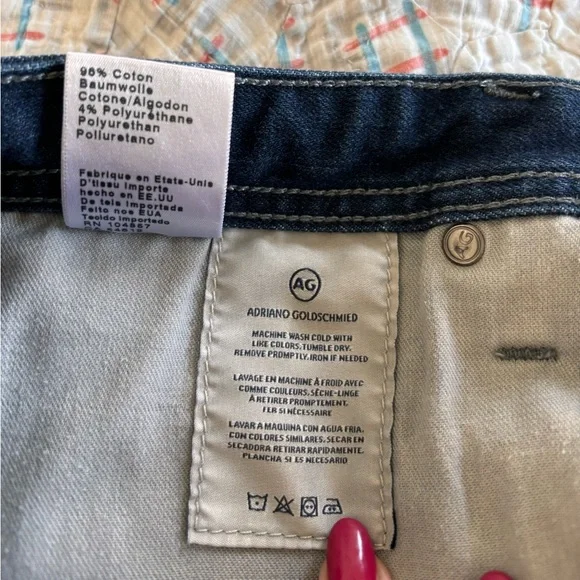 96% Coton
Baumwolle
Cotone/Algodon
4% Polyuréthane
Polyurethan
Poliuretano
Fabrique en Etats-Unis
D'tissu importe
hecho en EE.UU
De tela importada
Feito nos EUA
Tecido importado
RN 104867
AG
ADRIANO GOLDSCHMIED
MACHINE WASH COLD WITH
LIKE COLORS. TUMBLE DRY.
REMOVE PROMPTLY. IRON IF NEEDED
LAVAGE EN MACHINE À FROID AVEC
COMME COULEURS. SÈCHE-LINGE
À RETIRER PROMPTEMENT.
FER SI NÉCESSAIRE
LAVAR A MAQUINA CON AGUA FRIA.
CON COLORES SIMILARES. SECAR EN
SECADORA RETIRAR RAPIDAMENTE.
PLANCHA SI ES NECESARIO